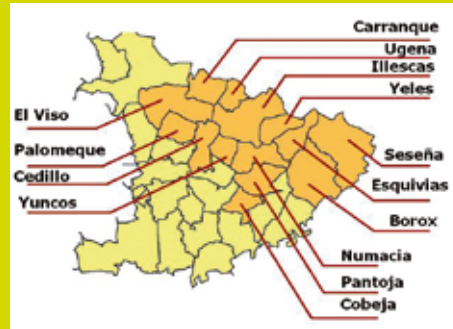 Carranque
Ugena
Illescas
Yeles
El Viso
Palomeque
Cedillo
Yuncos
Seseña
Esquivias
Borox
Numacia
Pantoja
Cobeja